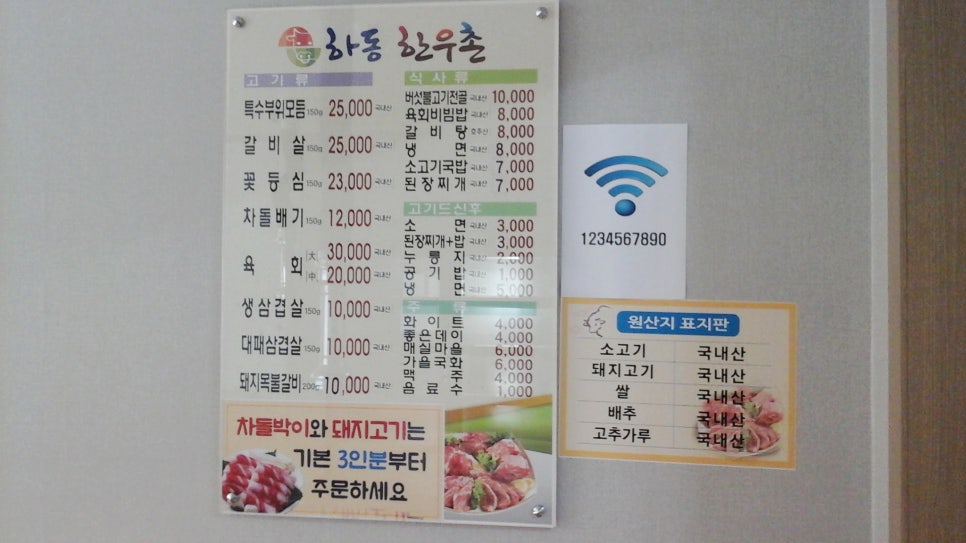 하동 한우촌
고기류
특수부위모듬 150g 25,000 국내산
갈비살 150g 25,000 국내산
꽃등심 150g 23,000 국내산
차돌배기 150g 12,000 국내산
육회 大 30,000 국내산
中 20,000 국내산
생삼겹살 150g 10,000 국내산
대패삼겹살 150g 10,000 국내산
돼지목불갈비 200g 10,000 국내산
식사류
버섯불고기전골 국내산 10,000
육회비빔밥 국내산 8,000
갈비탕 호주산 8,000
냉면 국내산 8,000
소고기국밥 국내산 7,000
된장찌개 국내산 7,000
고기드신후
소면 국내산 3,000
된장찌개+밥 국내산 3,000
누룽지 국내산 2,000
공기밥 국내산 1,000
냉면 국내산 5,000
주류
화이트 4,000
좋은데이 4,000
매실마을 6,000
가을국화 6,000
맥주 4,000
음료수 1,000
차돌박이와 돼지고기는
기본 3인분부터
주문하세요
1234567890
원산지 표지판
소고기 국내산
돼지고기 국내산
쌀 국내산
배추 국내산
고추가루 국내산